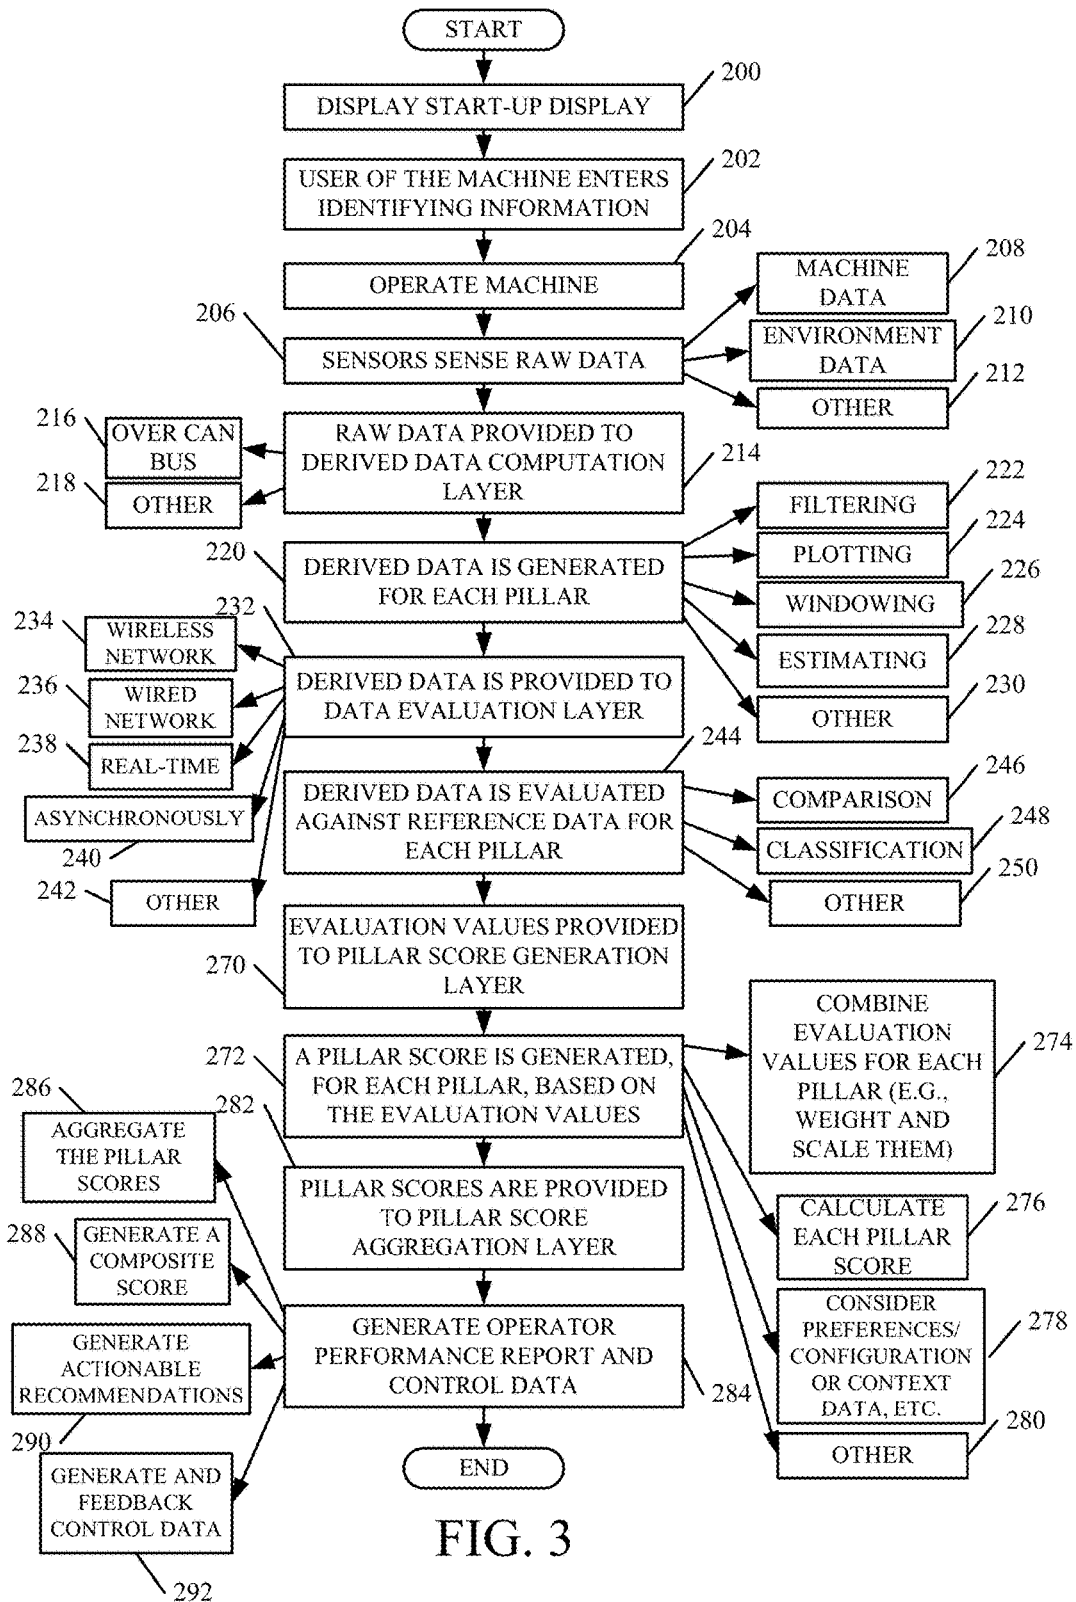 START
200
DISPLAY START-UP DISPLAY
202
USER OF THE MACHINE ENTERS
IDENTIFYING INFORMATION
204
OPERATE MACHINE
206
SENSORS SENSE RAW DATA
MACHINE
DATA
208
ENVIRONMENT
DATA
210
OTHER
212
RAW DATA PROVIDED TO
DERIVED DATA COMPUTATION
LAYER
214
216
OVER CAN
BUS
218
OTHER
220
DERIVED DATA IS GENERATED
FOR EACH PILLAR
FILTERING
222
PLOTTING
224
WINDOWING
226
ESTIMATING
228
OTHER
230
232
DERIVED DATA IS PROVIDED TO
DATA EVALUATION LAYER
234
WIRELESS
NETWORK
236
WIRED
NETWORK
238
REAL-TIME
ASYNCHRONOUSLY
240
242
OTHER
244
DERIVED DATA IS EVALUATED
AGAINST REFERENCE DATA FOR
EACH PILLAR
COMPARISON
246
CLASSIFICATION
248
OTHER
250
EVALUATION VALUES PROVIDED
TO PILLAR SCORE GENERATION
LAYER
270
272
A PILLAR SCORE IS GENERATED,
FOR EACH PILLAR, BASED ON
THE EVALUATION VALUES
COMBINE
EVALUATION
VALUES FOR EACH
PILLAR (E.G.,
WEIGHT AND
SCALE THEM)
274
CALCULATE
EACH PILLAR
SCORE
276
CONSIDER
PREFERENCES/
CONFIGURATION
OR CONTEXT
DATA, ETC.
278
OTHER
280
282
PILLAR SCORES ARE PROVIDED
TO PILLAR SCORE
AGGREGATION LAYER
GENERATE OPERATOR
PERFORMANCE REPORT AND
CONTROL DATA
284
286
AGGREGATE
THE PILLAR
SCORES
288
GENERATE A
COMPOSITE
SCORE
GENERATE
ACTIONABLE
RECOMMENDATIONS
290
GENERATE AND
FEEDBACK
CONTROL DATA
292
END
FIG. 3